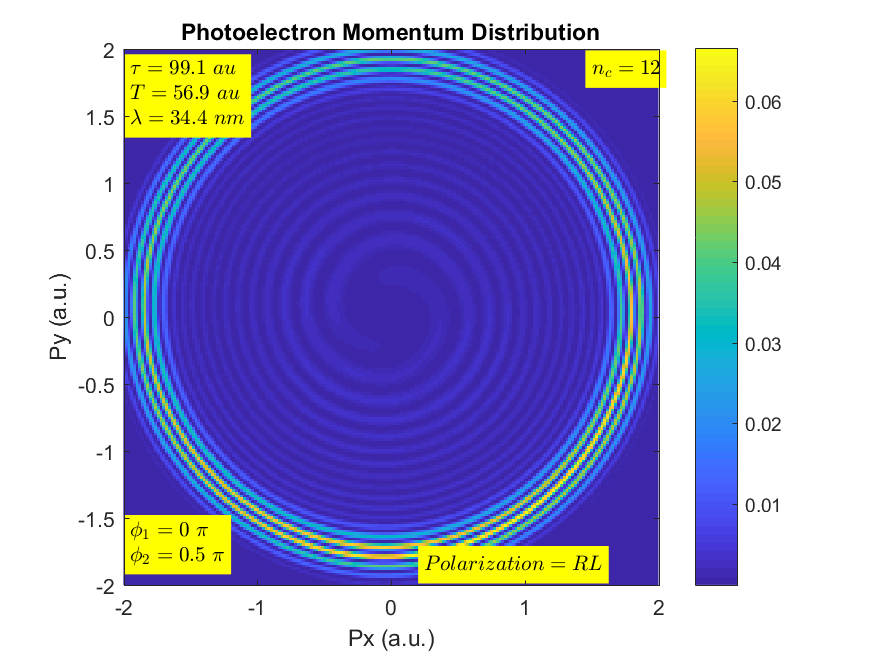 Photoelectron Momentum Distribution
τ = 99.1 au
T = 56.9 au
λ = 34.4 nm
n_c = 12
ϕ_1 = 0 π
ϕ_2 = 0.5 π
Polarization = RL
2
1.5
1
0.5
0
-0.5
-1
-1.5
-2
Py (a.u.)
-2
-1
0
1
2
Px (a.u.)
0.06
0.05
0.04
0.03
0.02
0.01